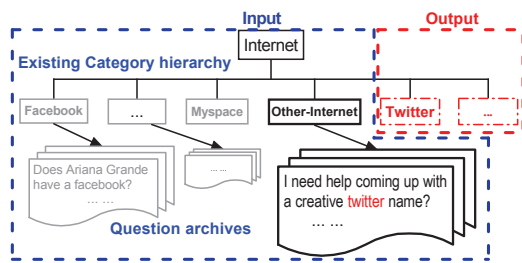 Input
Output
Internet
Existing Category hierarchy
Facebook
...
Myspace
Other-Internet
Twitter
...
Does Ariana Grande
have a facebook?
... ...
... ...
I need help coming up with
a creative twitter name?
... ...
Question archives